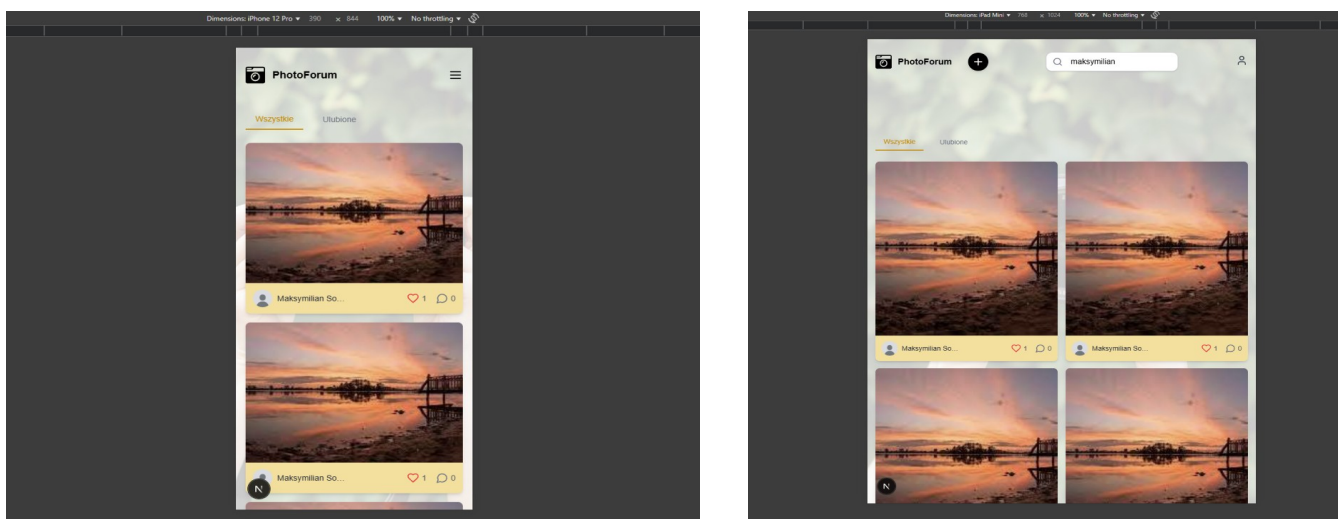 Dimensions: iPhone 12 Pro ▼ 390 x 844 100% ▼ No throttling ▼
PhotoForum
Wszystkie Ulubione
Maksymilian So... 1 0
Maksymilian So... 1 0
N
Dimensions: iPad Mini ▼ 768 x 1024 100% ▼ No throttling ▼
PhotoForum + maksymilian
Wszystkie Ulubione
Maksymilian So... 1 0 Maksymilian So... 1 0
N